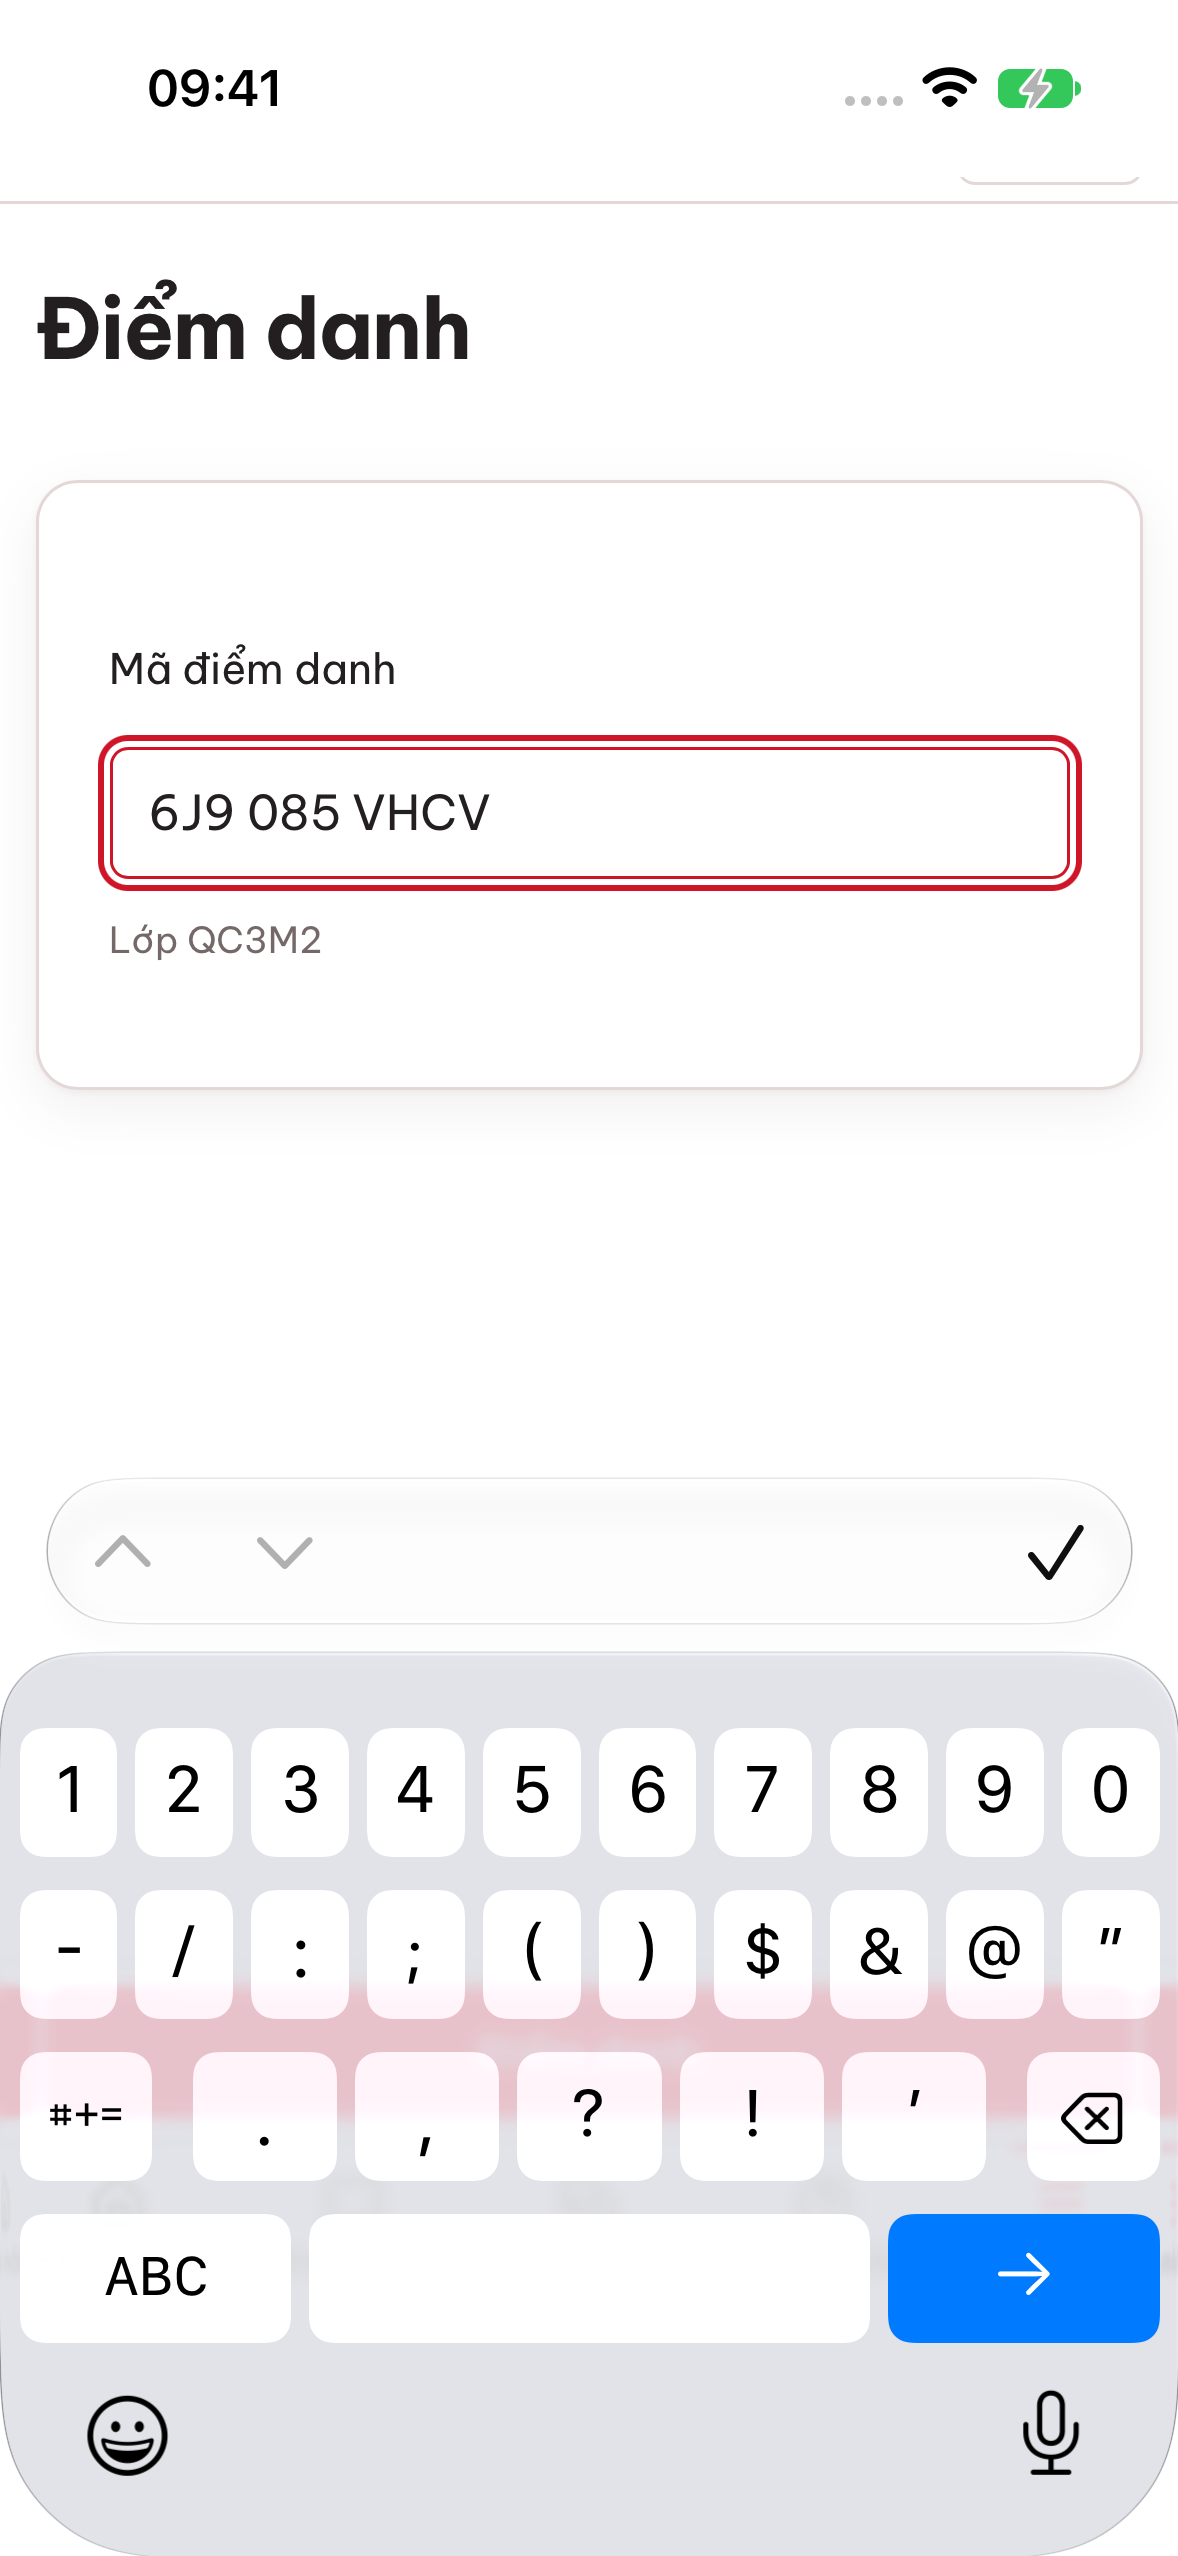 09:41
Điểm danh
Mã điểm danh
6J9 085 VHCV
Lớp QC3M2
1 2 3 4 5 6 7 8 9 0
- / : ; ( ) $ & @ "
#+= . , ? ! '
ABC